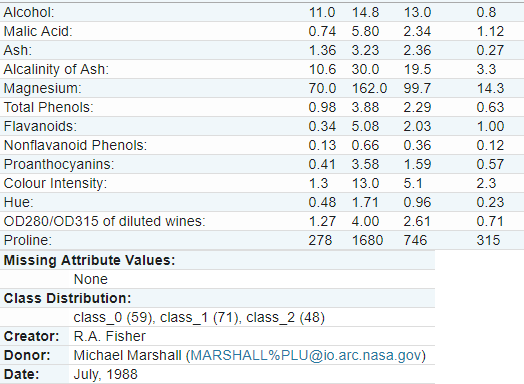 Alcohol: 11.0 14.8 13.0 0.8
Malic Acid: 0.74 5.80 2.34 1.12
Ash: 1.36 3.23 2.36 0.27
Alcalinity of Ash: 10.6 30.0 19.5 3.3
Magnesium: 70.0 162.0 99.7 14.3
Total Phenols: 0.98 3.88 2.29 0.63
Flavanoids: 0.34 5.08 2.03 1.00
Nonflavanoid Phenols: 0.13 0.66 0.36 0.12
Proanthocyanins: 0.41 3.58 1.59 0.57
Colour Intensity: 1.3 13.0 5.1 2.3
Hue: 0.48 1.71 0.96 0.23
OD280/OD315 of diluted wines: 1.27 4.00 2.61 0.71
Proline: 278 1680 746 315
Missing Attribute Values:
None
Class Distribution:
class_0 (59), class_1 (71), class_2 (48)
Creator: R.A. Fisher
Donor: Michael Marshall (MARSHALL%PLU@io.arc.nasa.gov)
Date: July, 1988